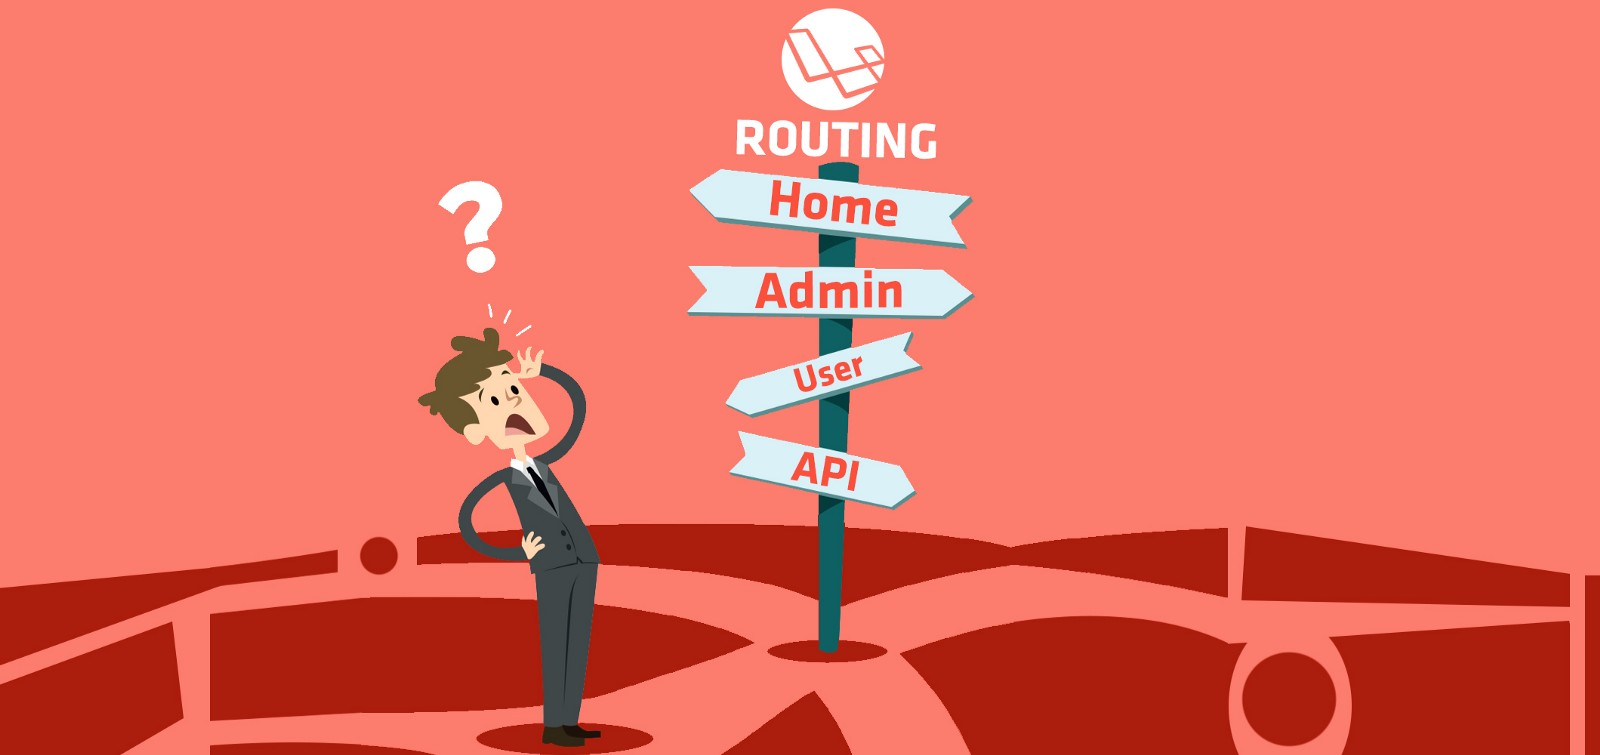 ?
ROUTING
Home
Admin
User
API